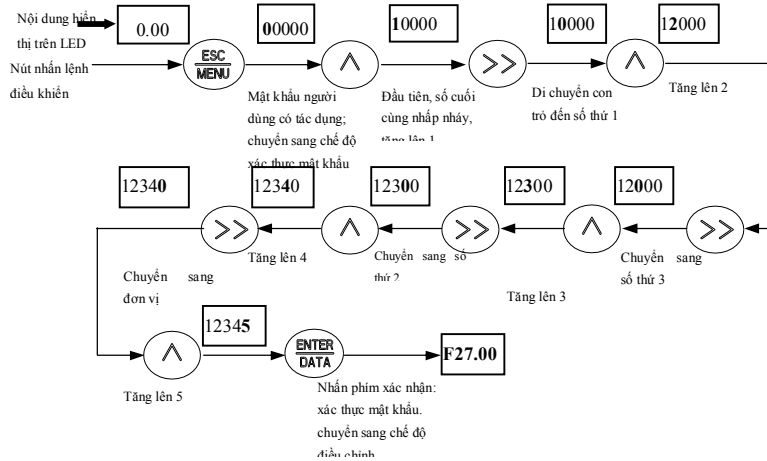 Nội dung hiển
thị trên LED
Nút nhấn lệnh
điều khiển
0.00
ESC
MENU
00000
Mật khẩu người
dùng có tác dụng;
chuyển sang chế độ
xác thực mật khẩu
10000
Đầu tiên, số cuối
cùng nhấp nháy,
tăng lên 1
10000
Di chuyển con
trỏ đến số thứ 1
12000
Tăng lên 2
12340
12340
12300
12300
12000
Chuyển sang
đơn vị
Tăng lên 4
Chuyển sang số
thứ 2
Tăng lên 3
Chuyển sang
số thứ 3
12345
Tăng lên 5
ENTER
DATA
F27.00
Nhấn phím xác nhận:
xác thực mật khẩu.
chuyển sang chế độ
điều chỉnh